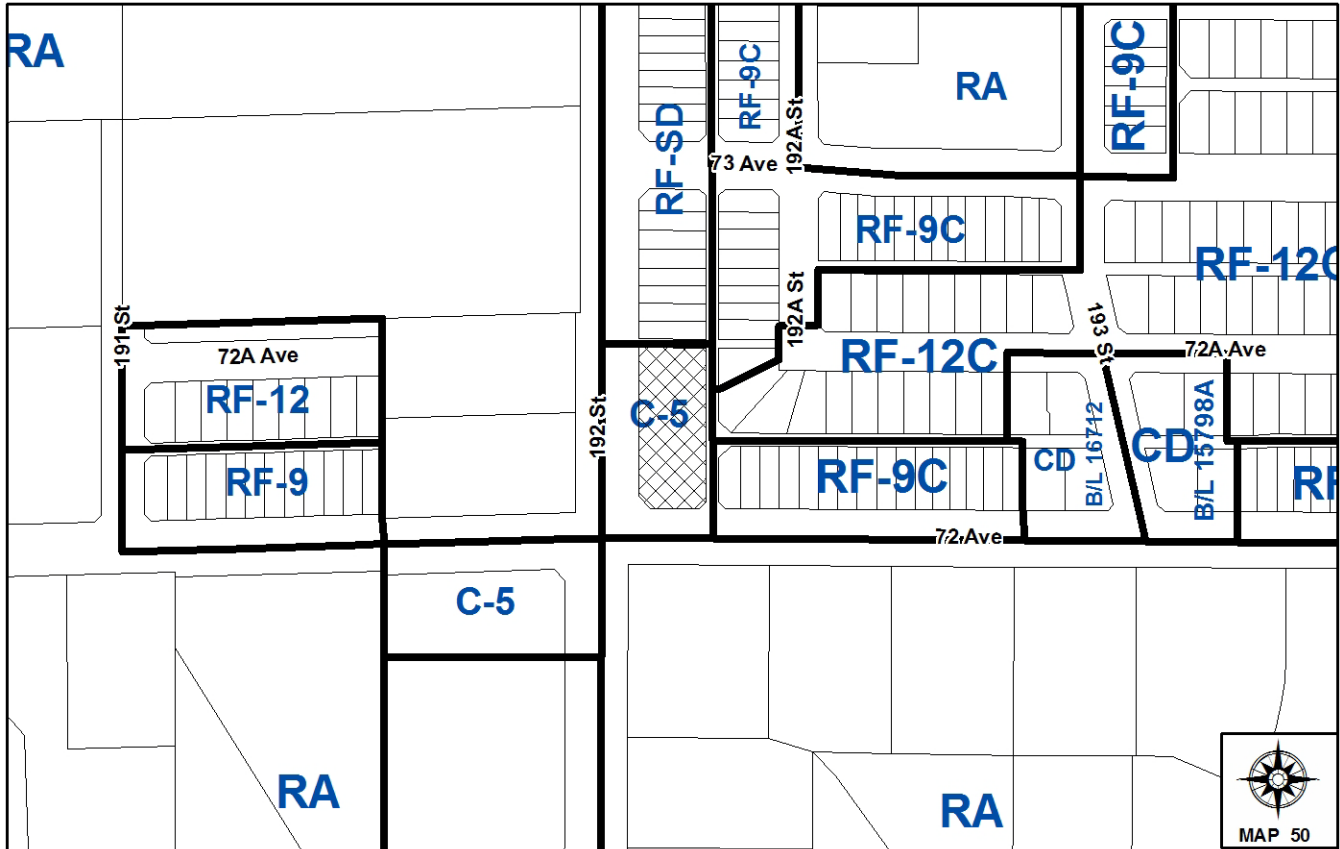 RA
RF-SD
RF-9C
192A St
RA
RF-9C
73 Ave
RF-9C
RF-12C
191 St
192A St
193 St
72A Ave
RF-12C
72A Ave
RF-12
192 St
C-5
CD
B/L 16712
CD
B/L 15798A
RF-9
RF-9C
RF
72 Ave
C-5
RA
RA
MAP 50